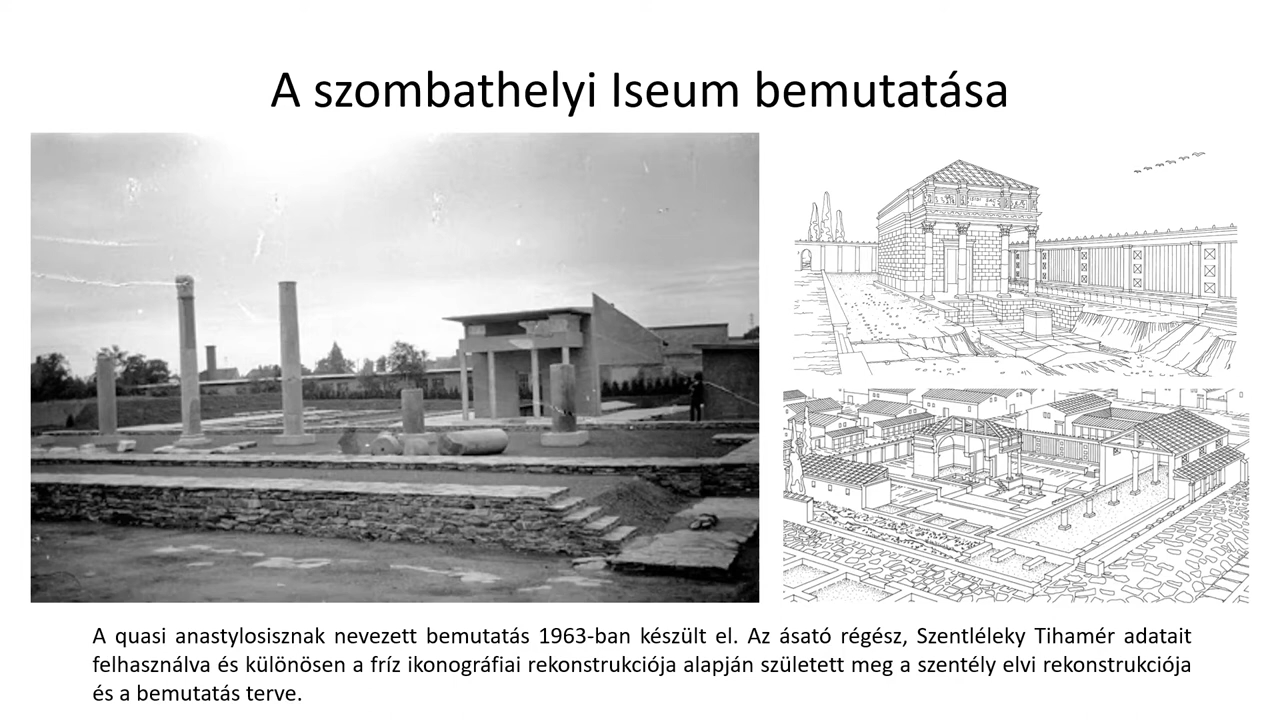 A szombathelyi Iseum bemutatása
A quasi anastylosisznak nevezett bemutatás 1963-ban készült el. Az ásató régész, Szentléleky Tihamér adatait
felhasználva és különösen a fríz ikonográfiai rekonstrukciója alapján született meg a szentély elvi rekonstrukciója
és a bemutatás terve.